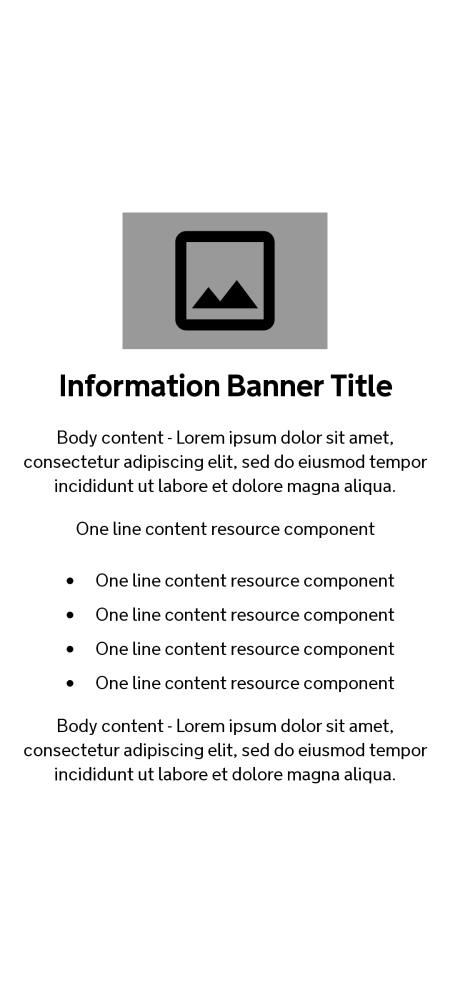 Information Banner Title
Body content - Lorem ipsum dolor sit amet,
consectetur adipiscing elit, sed do eiusmod tempor
incididunt ut labore et dolore magna aliqua.
One line content resource component
• One line content resource component
• One line content resource component
• One line content resource component
• One line content resource component
Body content - Lorem ipsum dolor sit amet,
consectetur adipiscing elit, sed do eiusmod tempor
incididunt ut labore et dolore magna aliqua.